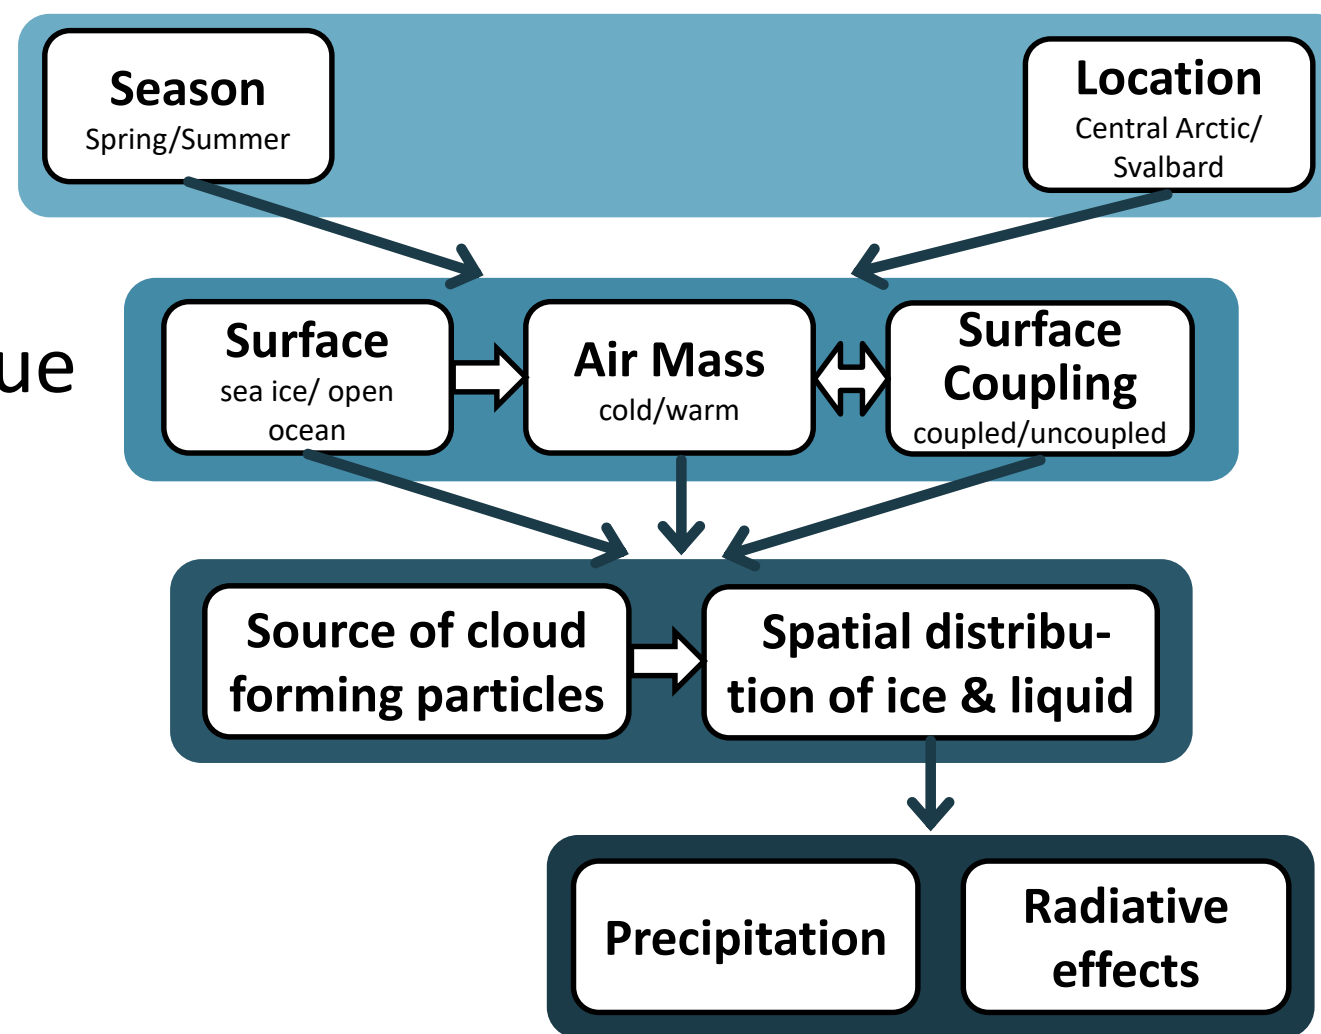 Season
Spring/Summer
Location
Central Arctic/
Svalbard
ue
Surface
sea ice/ open
ocean
Air Mass
cold/warm
Surface
Coupling
coupled/uncoupled
Source of cloud
forming particles
Spatial distribu-
tion of ice & liquid
Precipitation
Radiative
effects